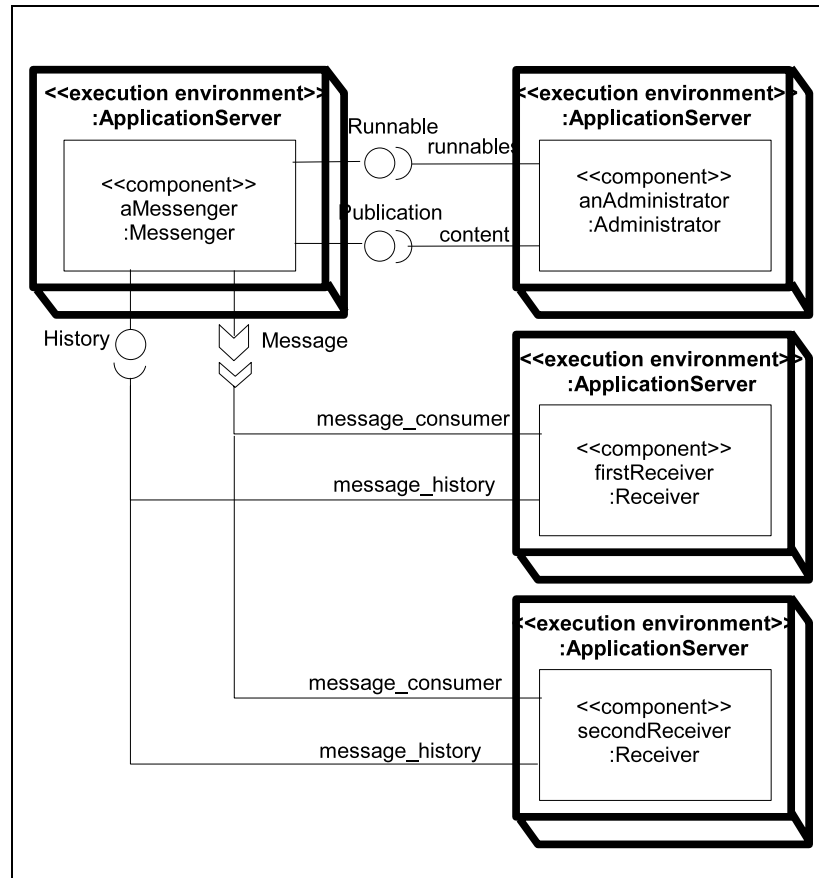 <<execution environment>>
:ApplicationServer
<<component>>
aMessenger
:Messenger
Runnable
runnables
Publication
content
<<execution environment>>
:ApplicationServer
<<component>>
anAdministrator
:Administrator
History
Message
<<execution environment>>
:ApplicationServer
message_consumer
<<component>>
firstReceiver
:Receiver
message_history
<<execution environment>>
:ApplicationServer
message_consumer
<<component>>
secondReceiver
:Receiver
message_history